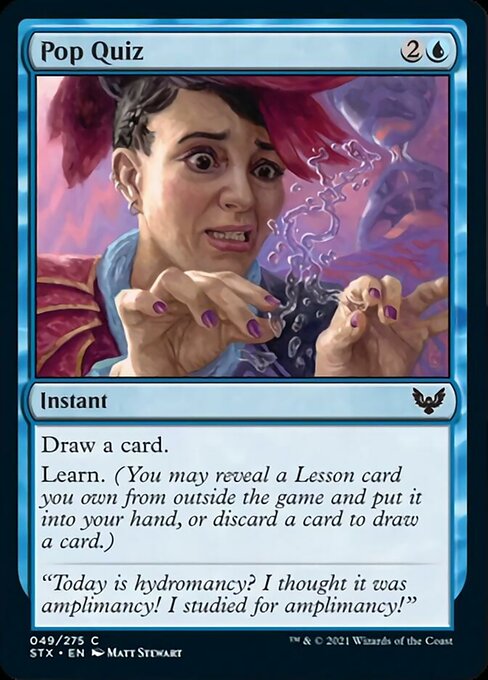 Pop Quiz 2
Instant
Draw a card.
Learn. (You may reveal a Lesson card
you own from outside the game and put it
into your hand, or discard a card to draw
a card.)
“Today is hydromancy? I thought it was
amplimancy! I studied for amplimancy!”
049/275 C
STX • EN Matt Stewart
™ & © 2021 Wizards of the Coast